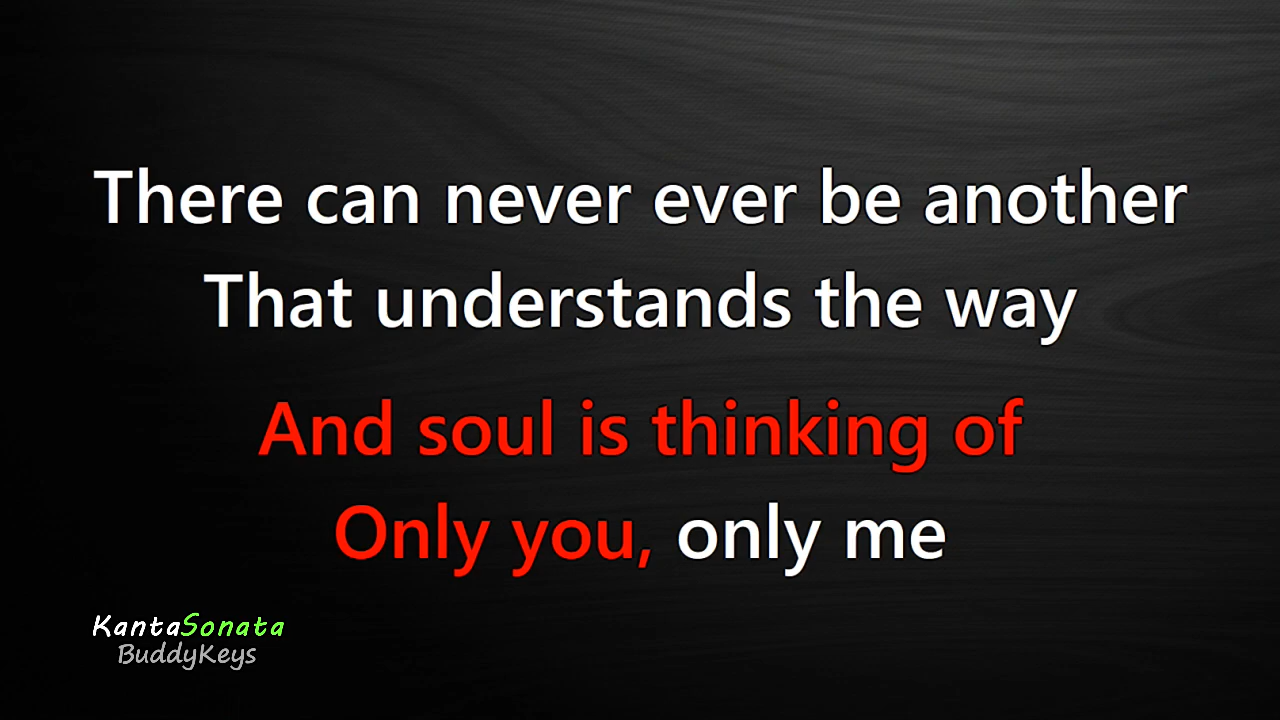 There can never ever be another
That understands the way
And soul is thinking of
Only you, only me
KantaSonata
BuddyKeys